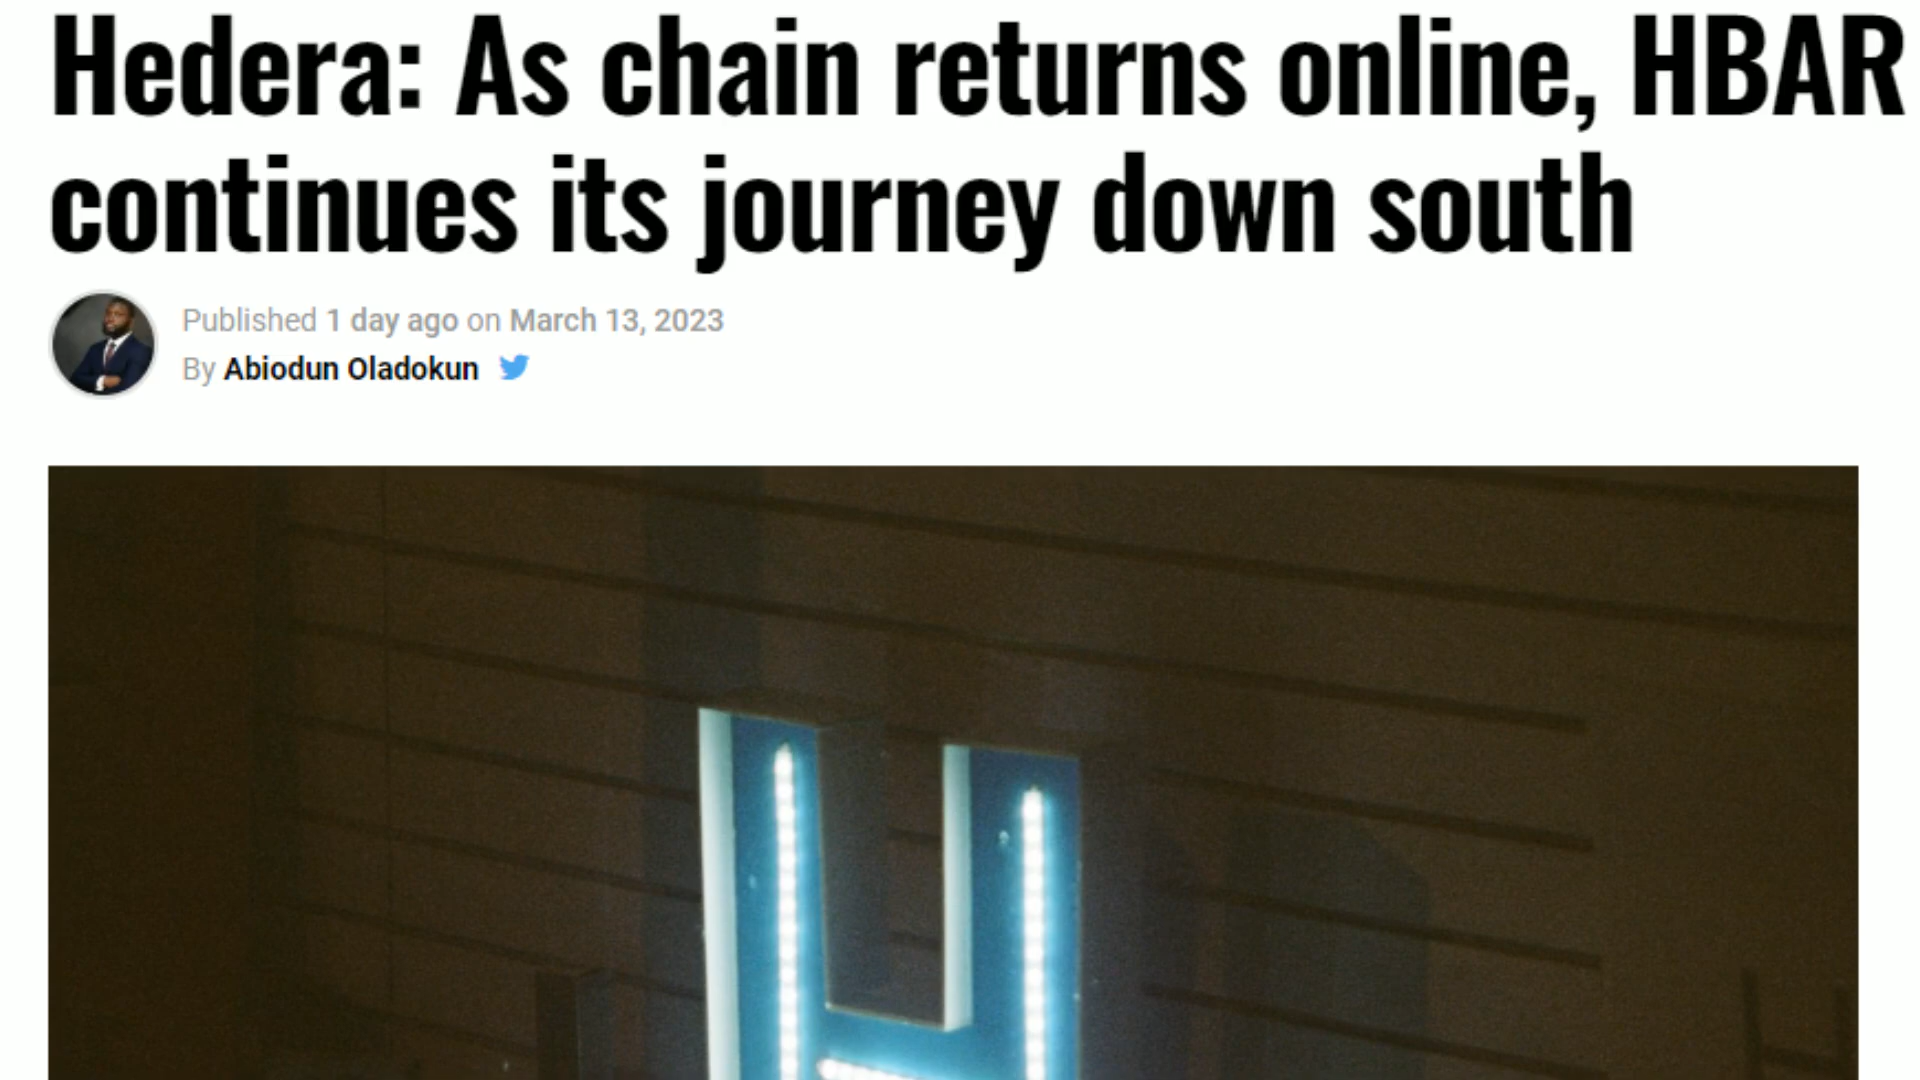 Hedera: As chain returns online, HBAR
continues its journey down south
Published 1 day ago on March 13, 2023
By Abiodun Oladokun
H